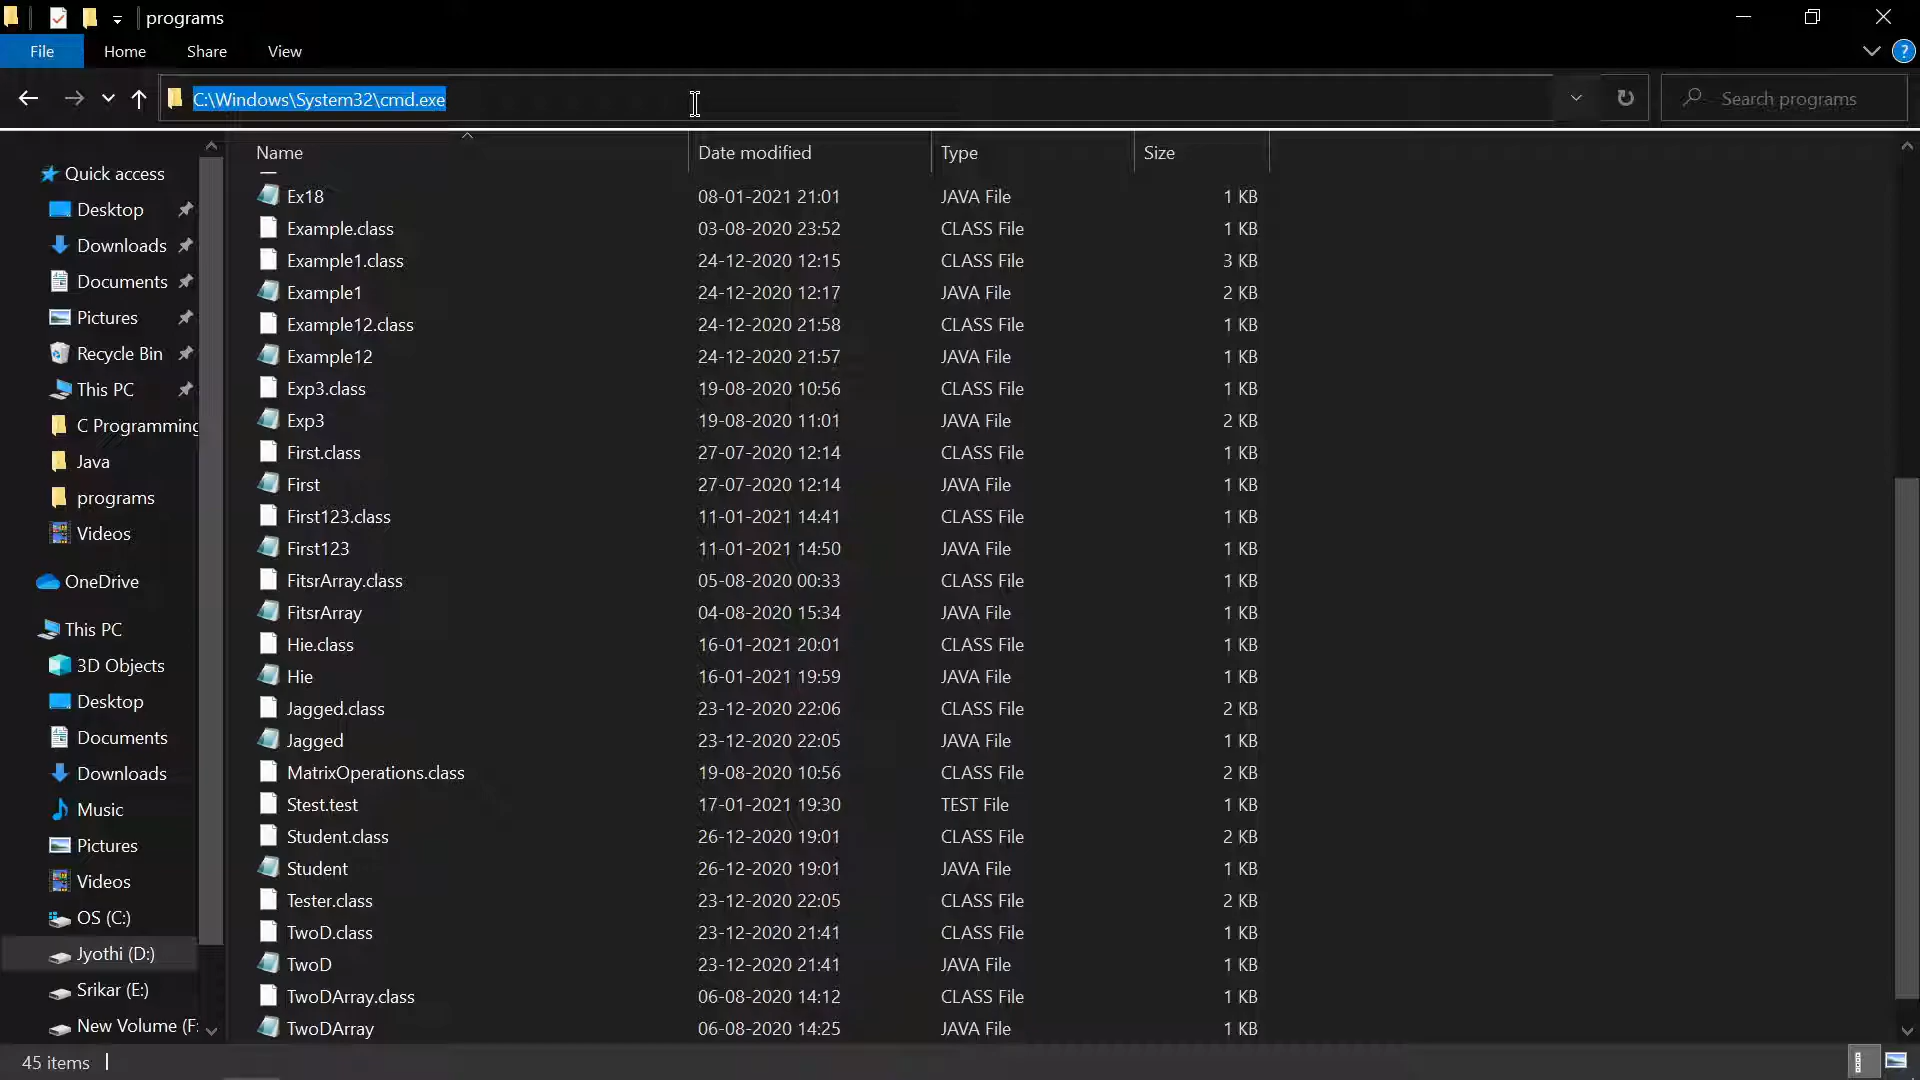 programs
File Home Share View
?
C:\Windows\System32\cmd.exe
Search programs
Name Date modified Type Size
Quick access
Desktop
Downloads
Documents
Pictures
Recycle Bin
This PC
C Programming
Java
programs
Videos
OneDrive
This PC
3D Objects
Desktop
Documents
Downloads
Music
Pictures
Videos
OS (C:)
Jyothi (D:)
Srikar (E:)
New Volume (F:
Ex18 08-01-2021 21:01 JAVA File 1 KB
Example.class 03-08-2020 23:52 CLASS File 1 KB
Example1.class 24-12-2020 12:15 CLASS File 3 KB
Example1 24-12-2020 12:17 JAVA File 2 KB
Example12.class 24-12-2020 21:58 CLASS File 1 KB
Example12 24-12-2020 21:57 JAVA File 1 KB
Exp3.class 19-08-2020 10:56 CLASS File 1 KB
Exp3 19-08-2020 11:01 JAVA File 2 KB
First.class 27-07-2020 12:14 CLASS File 1 KB
First 27-07-2020 12:14 JAVA File 1 KB
First123.class 11-01-2021 14:41 CLASS File 1 KB
First123 11-01-2021 14:50 JAVA File 1 KB
FitsrArray.class 05-08-2020 00:33 CLASS File 1 KB
FitsrArray 04-08-2020 15:34 JAVA File 1 KB
Hie.class 16-01-2021 20:01 CLASS File 1 KB
Hie 16-01-2021 19:59 JAVA File 1 KB
Jagged.class 23-12-2020 22:06 CLASS File 2 KB
Jagged 23-12-2020 22:05 JAVA File 1 KB
MatrixOperations.class 19-08-2020 10:56 CLASS File 2 KB
Stest.test 17-01-2021 19:30 TEST File 1 KB
Student.class 26-12-2020 19:01 CLASS File 2 KB
Student 26-12-2020 19:01 JAVA File 1 KB
Tester.class 23-12-2020 22:05 CLASS File 2 KB
TwoD.class 23-12-2020 21:41 CLASS File 1 KB
TwoD 23-12-2020 21:41 JAVA File 1 KB
TwoDArray.class 06-08-2020 14:12 CLASS File 1 KB
TwoDArray 06-08-2020 14:25 JAVA File 1 KB
45 items